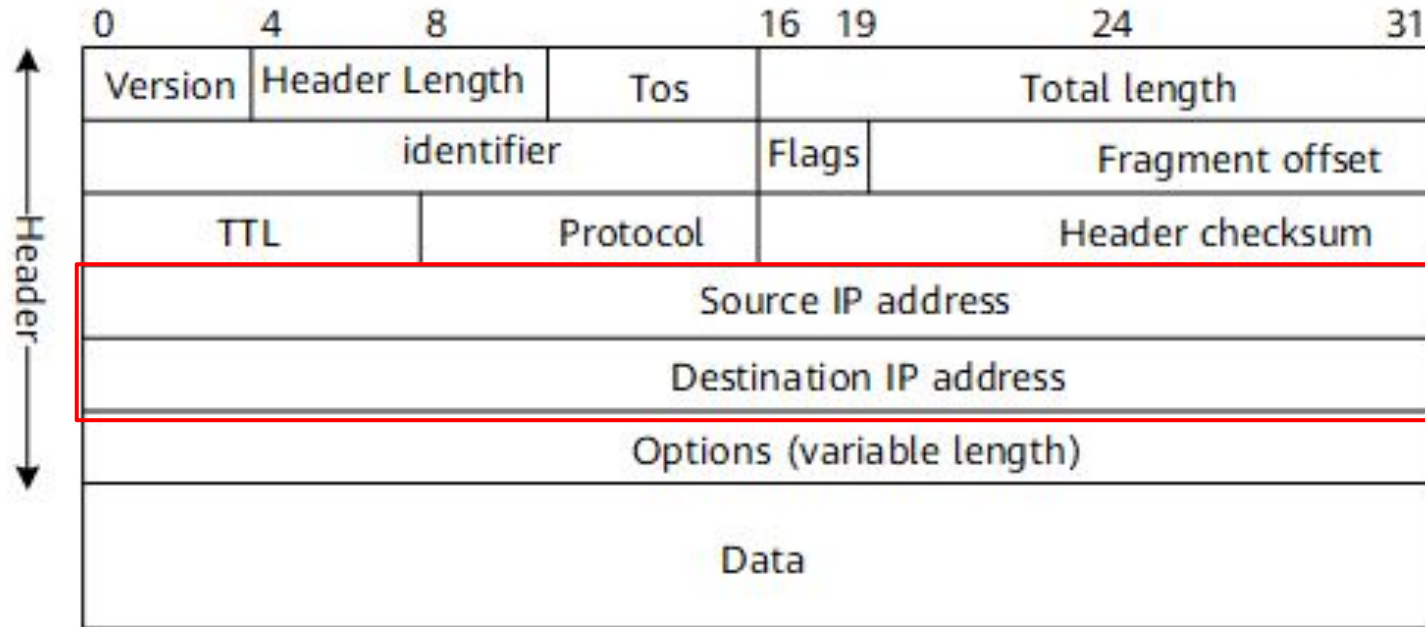 0 4 8 16 19 24 31
Version Header Length Tos Total length
identifier Flags Fragment offset
TTL Protocol Header checksum
Source IP address
Destination IP address
Options (variable length)
Data
Header